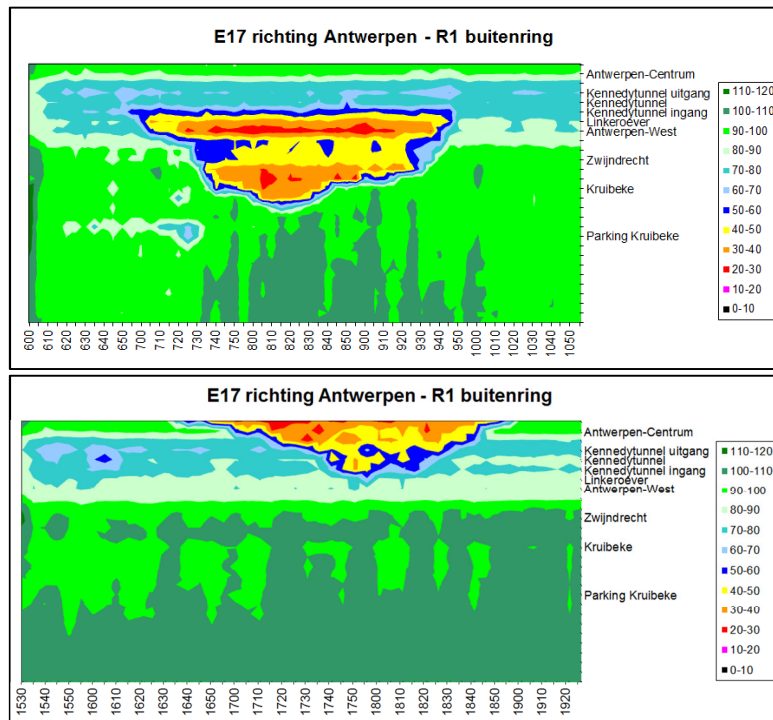 E17 richting Antwerpen - R1 buitenring
Antwerpen-Centrum
Kennedytunnel uitgang
Kennedytunnel
Kennedytunnel ingang
Linkeroever
Antwerpen-West
Zwijndrecht
Kruibeke
Parking Kruibeke
110-120
100-110
90-100
80-90
70-80
60-70
50-60
40-50
30-40
20-30
10-20
0-10
600 610 620 630 640 650 700 710 720 730 740 750 800 810 820 830 840 850 900 910 920 930 940 950 1000 1010 1020 1030 1040 1050
E17 richting Antwerpen - R1 buitenring
Antwerpen-Centrum
Kennedytunnel uitgang
Kennedytunnel
Kennedytunnel ingang
Linkeroever
Antwerpen-West
Zwijndrecht
Kruibeke
Parking Kruibeke
110-120
100-110
90-100
80-90
70-80
60-70
50-60
40-50
30-40
20-30
10-20
0-10
1530 1540 1550 1600 1610 1620 1630 1640 1650 1700 1710 1720 1730 1740 1750 1800 1810 1820 1830 1840 1850 1900 1910 1920